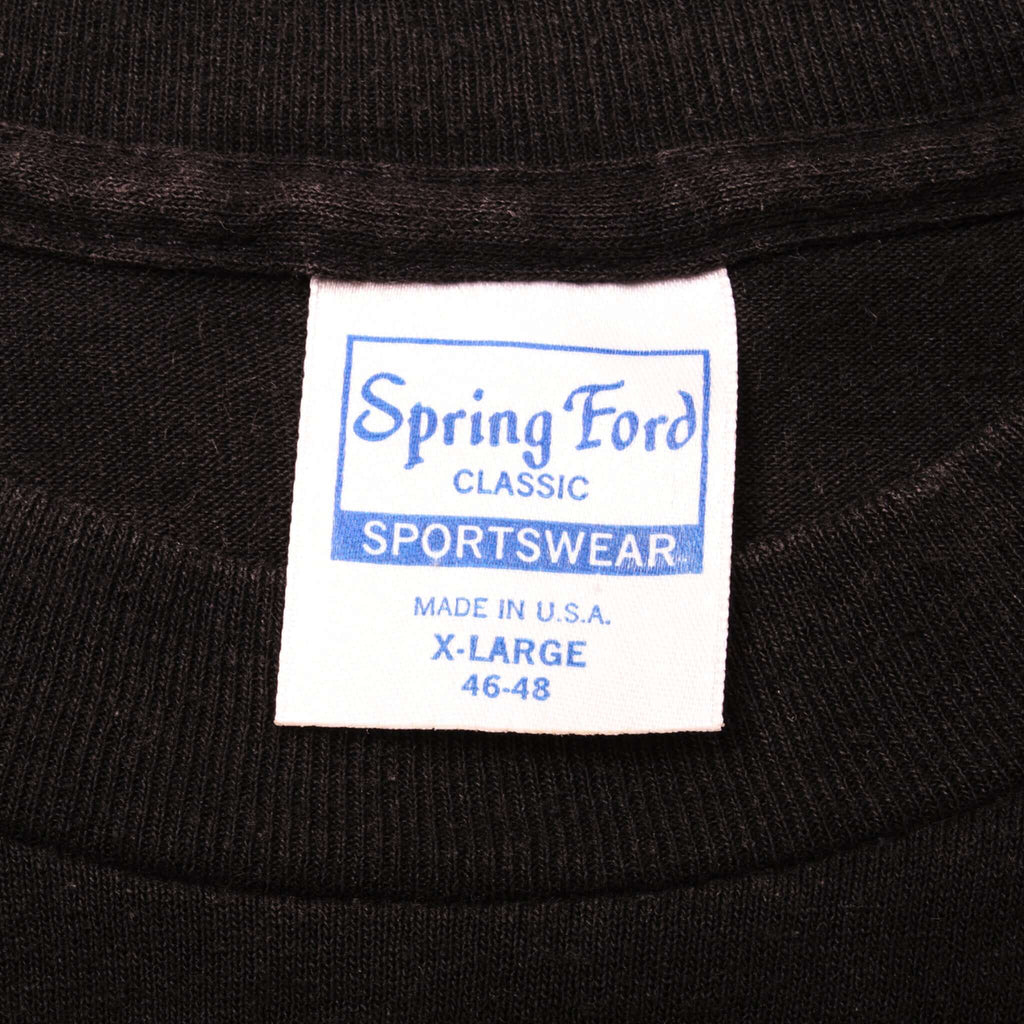 Spring Ford
CLASSIC
SPORTSWEAR
MADE IN U.S.A.
X-LARGE
46-48